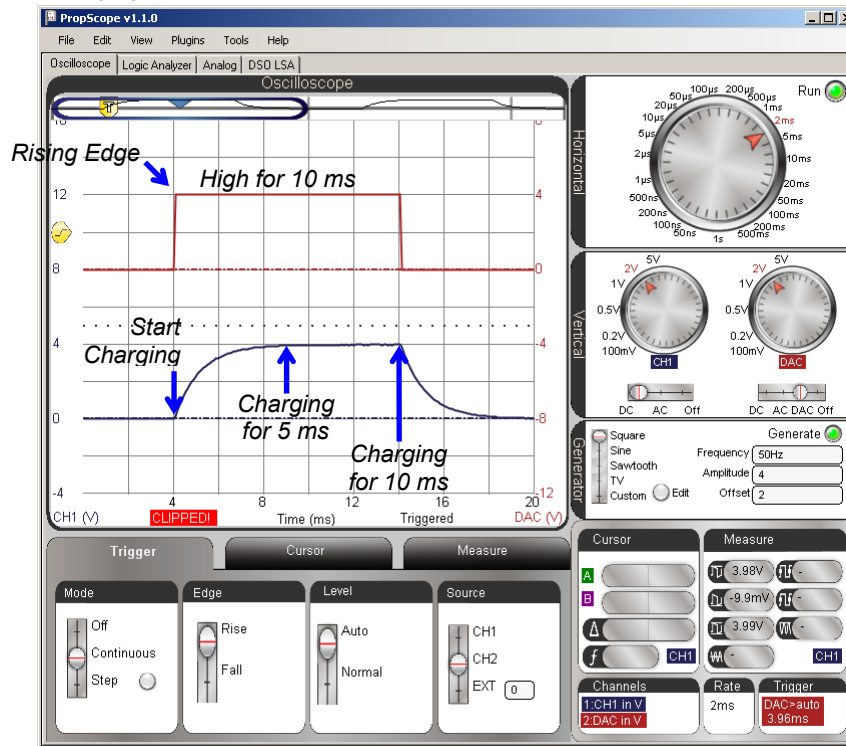 PropScope v1.1.0
File Edit View Plugins Tools Help
Oscilloscope Logic Analyzer Analog DSO LSA
Oscilloscope
Rising Edge
High for 10 ms
12
8
4
0
-4
4
0
-4
-8
-12
Start
Charging
Charging
for 5 ms
Charging
for 10 ms
4 8 12 16 20
CH1 (V) CLIPPED! Time (ms) Triggered DAC (V)
Horizontal
Run
50ns
100ns
200ns
500ns
1µs
2µs
5µs
10µs
20µs
50µs
100µs
200µs
500µs
1ms
2ms
5ms
10ms
20ms
50ms
100ms
200ms
500ms
1s
Vertical
5V
2V
1V
0.5V
0.2V
100mV
CH1
DC AC Off
5V
2V
1V
0.5V
0.2V
100mV
DAC
DC AC DAC Off
Generator
Square
Sine
Sawtooth
TV
Custom Edit
Generate
Frequency 50Hz
Amplitude 4
Offset 2
Trigger Cursor Measure
Mode
Off
Continuous
Step
Edge
Rise
Fall
Level
Auto
Normal
Source
CH1
CH2
EXT 0
Cursor
A
B
Δ
f CH1
Measure
3.98V -
-9.9mV -
3.99V -
- CH1
Channels
1:CH1 in V
2:DAC in V
Rate
2ms
Trigger
DAC>auto
3.96ms